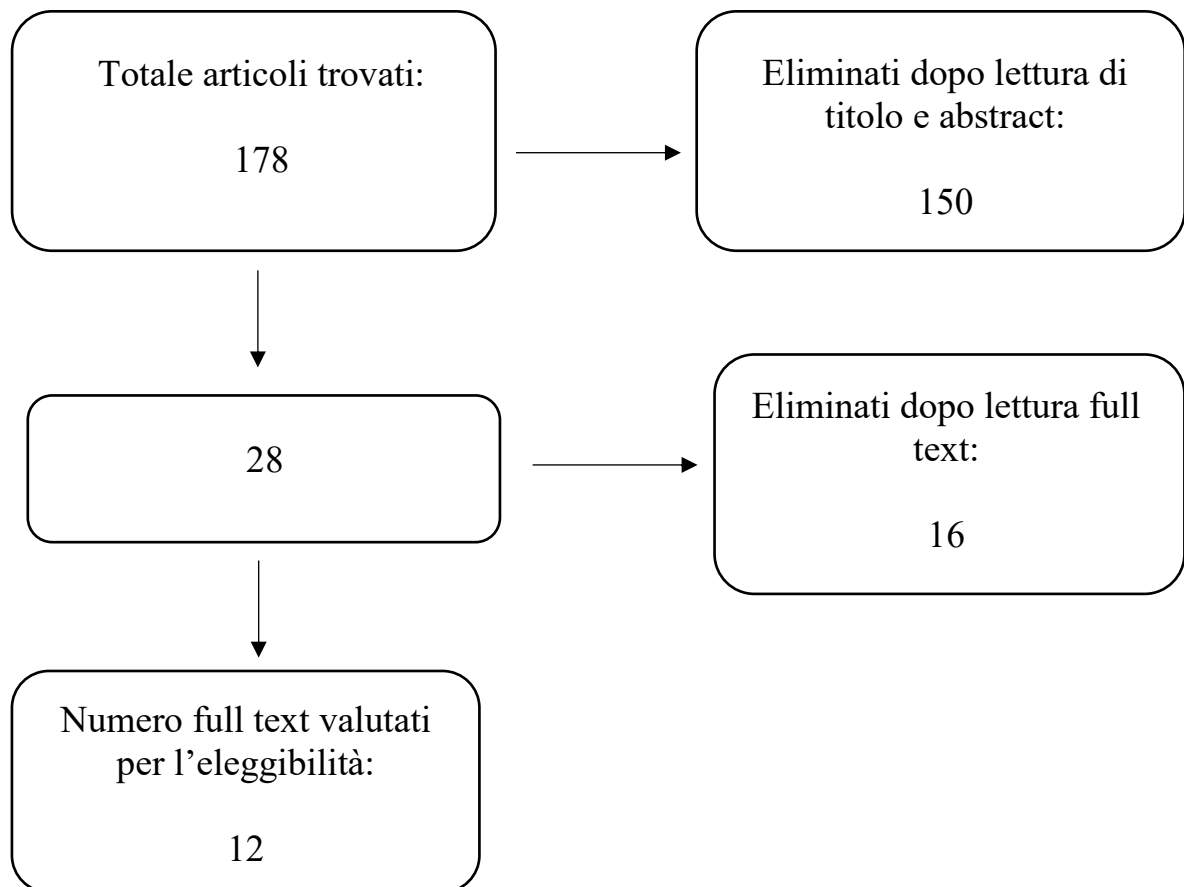 Totale articoli trovati:
178
Eliminati dopo lettura di
titolo e abstract:
150
28
Eliminati dopo lettura full
text:
16
Numero full text valutati
per l’eleggibilità:
12